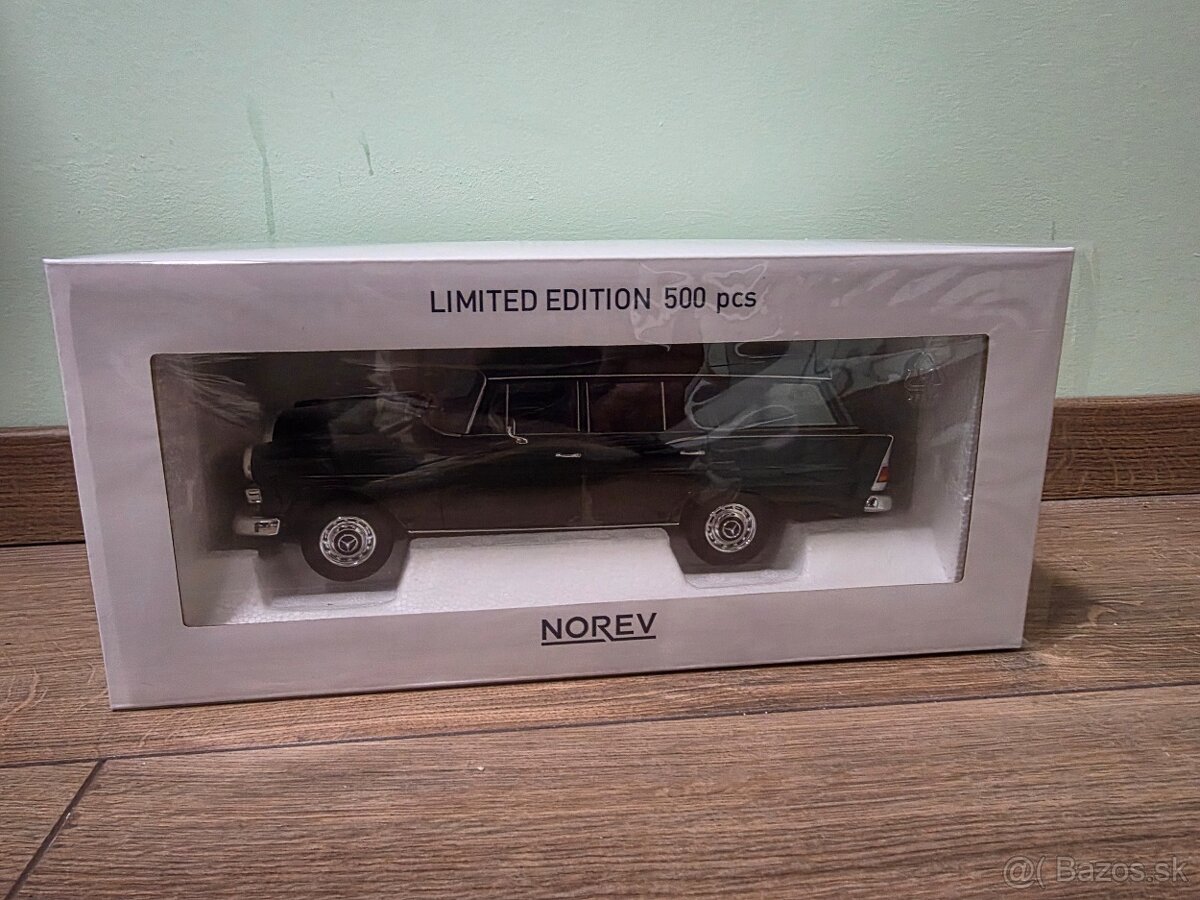 LIMITED EDITION 500 pcs
NOREV
@( Bazos.sk